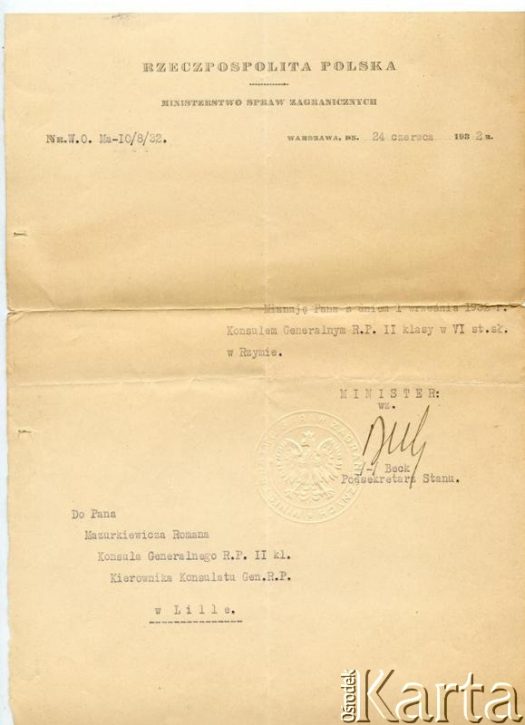 RZECZPOSPOLITA POLSKA
MINISTERSTWO SPRAW ZAGRANICZNYCH
Nr.W.O. Ma-10/8/32.
WARSZAWA, DN. 24 czerwca 1932 R.
Mianuję Pana z dniem 1 września 1932 r.
Konsulem Generalnym R.P. II klasy w VI st.sł.
w Rzymie.
MINISTER:
wz.
Beck
Podsekretarz Stanu.
Do Pana
Mazurkiewicza Romana
Konsula Generalnego R.P. II kl.
Kierownika Konsulatu Gen.R.P.
w Lille.
ośrodek Karta